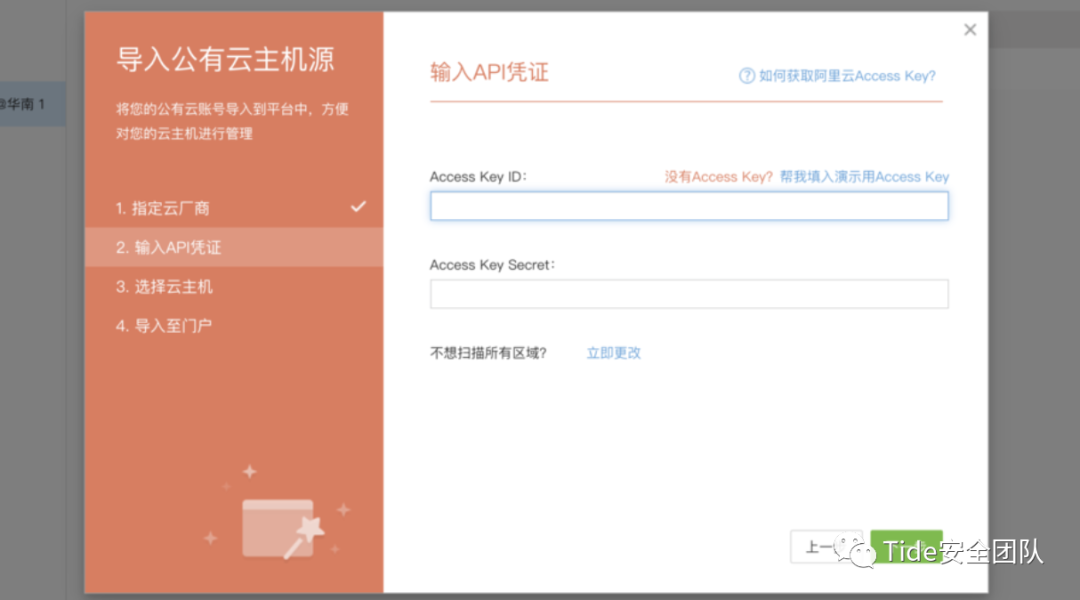 导入公有云主机源
将您的公有云账号导入到平台中，方便
对您的云主机进行管理
1. 指定云厂商
2. 输入API凭证
3. 选择云主机
4. 导入至门户
华南 1
输入API凭证
如何获取阿里云Access Key?
Access Key ID:
没有Access Key? 帮我填入演示用Access Key
Access Key Secret:
不想扫描所有区域? 立即更改
上一
Tide安全团队